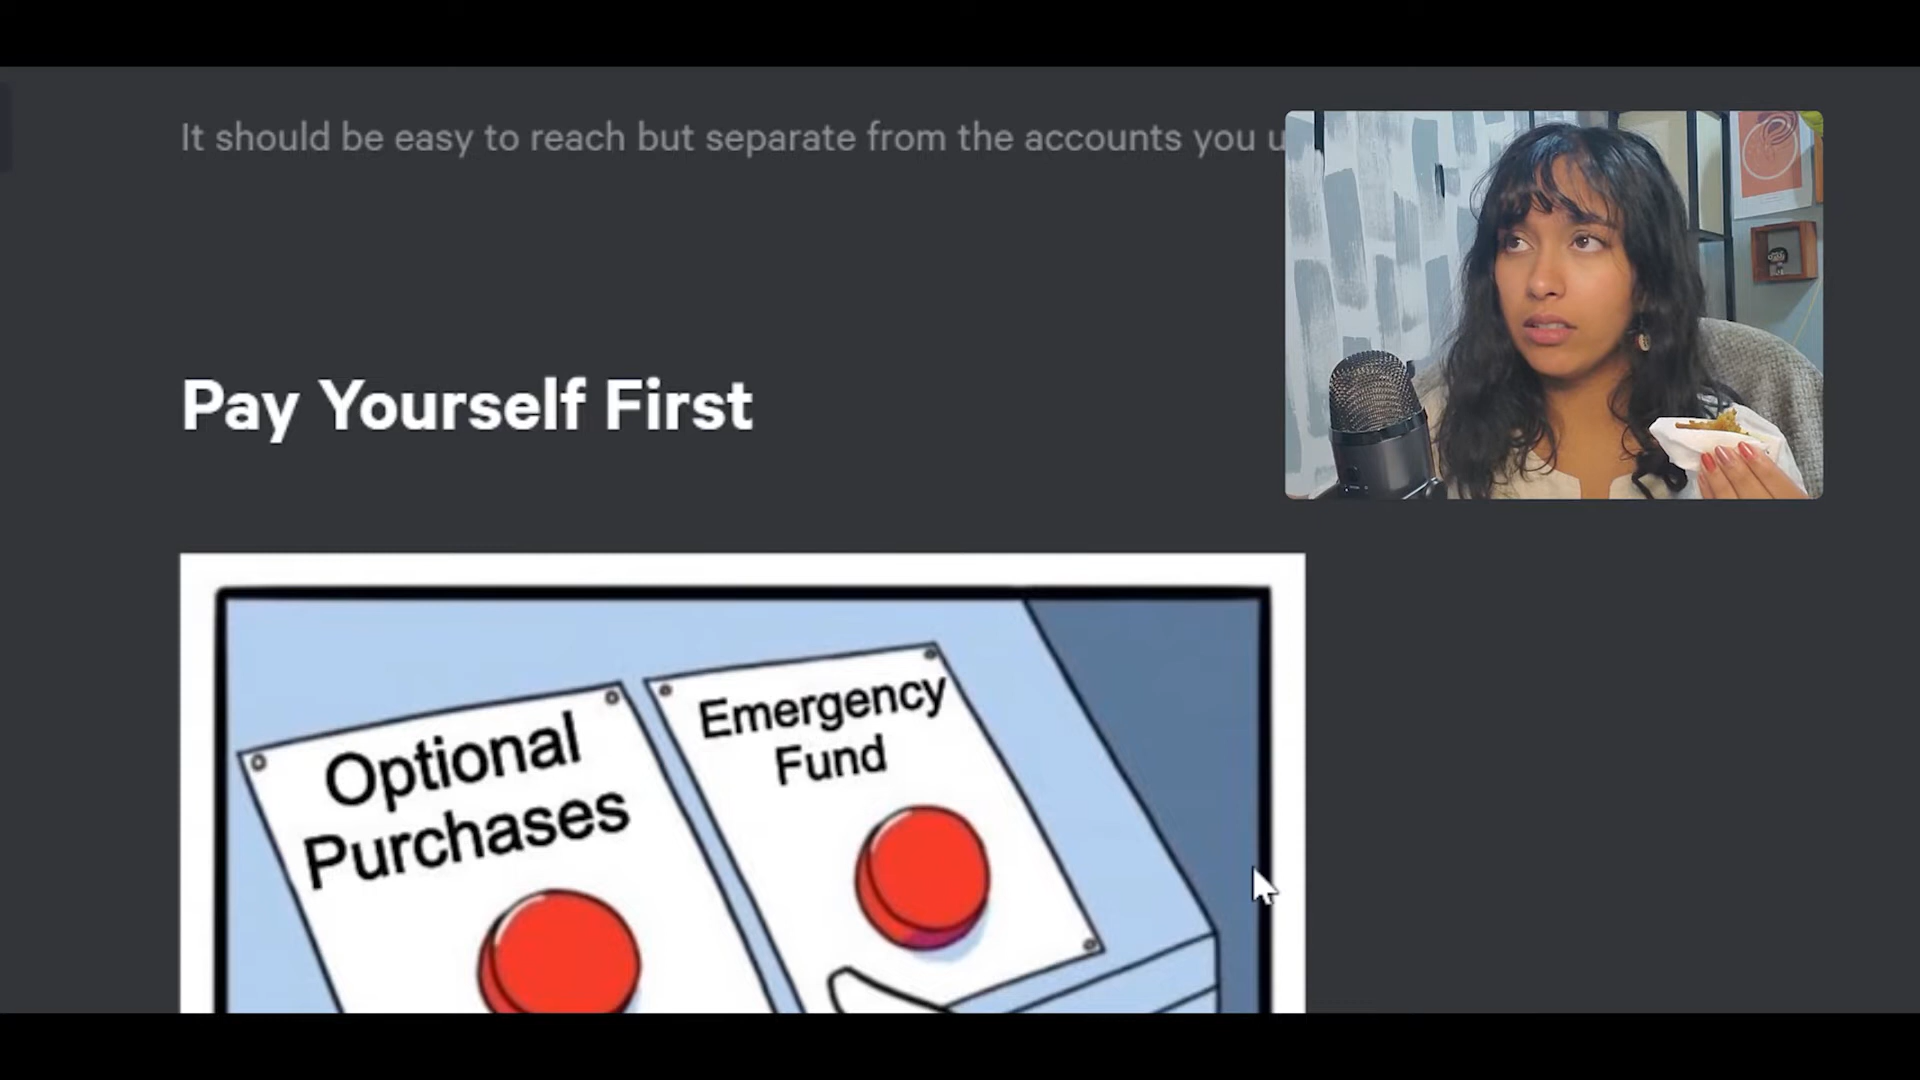 It should be easy to reach but separate from the accounts you u
Pay Yourself First
Optional
Purchases
Emergency
Fund